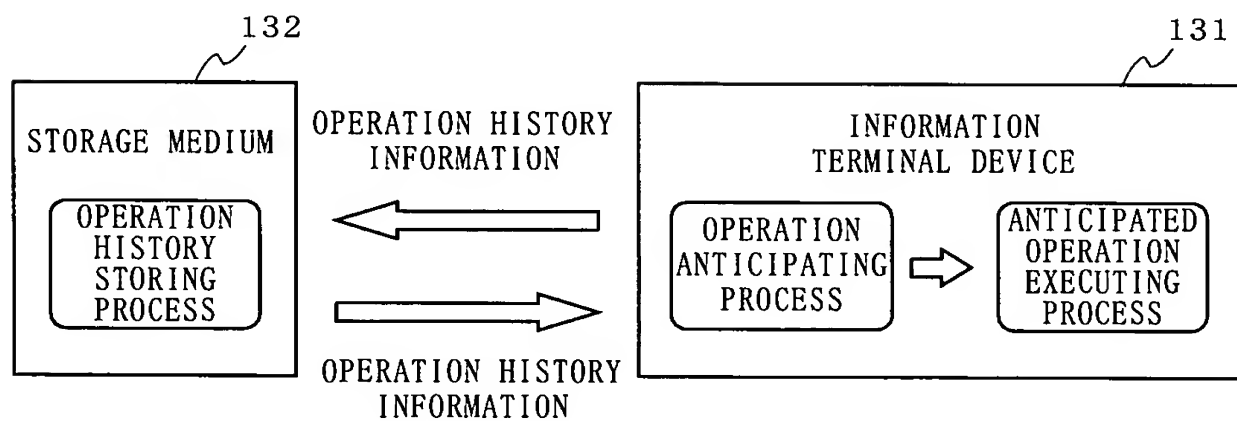 132
131
STORAGE MEDIUM
OPERATION
HISTORY
STORING
PROCESS
OPERATION HISTORY
INFORMATION
OPERATION HISTORY
INFORMATION
INFORMATION
TERMINAL DEVICE
OPERATION
ANTICIPATING
PROCESS
ANTICIPATED
OPERATION
EXECUTING
PROCESS